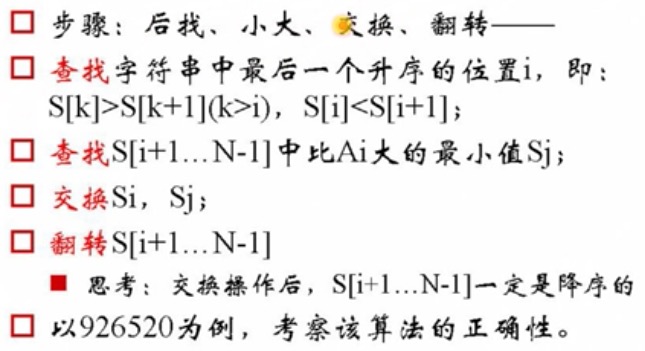 步骤：后找、小大、交换、翻转——
查找字符串中最后一个升序的位置i，即：
S[k]>S[k+1](k>i)，S[i]<S[i+1]；
查找S[i+1…N-1]中比Ai大的最小值Sj；
交换Si，Sj；
翻转S[i+1…N-1]
思考：交换操作后，S[i+1…N-1]一定是降序的
以926520为例，考察该算法的正确性。